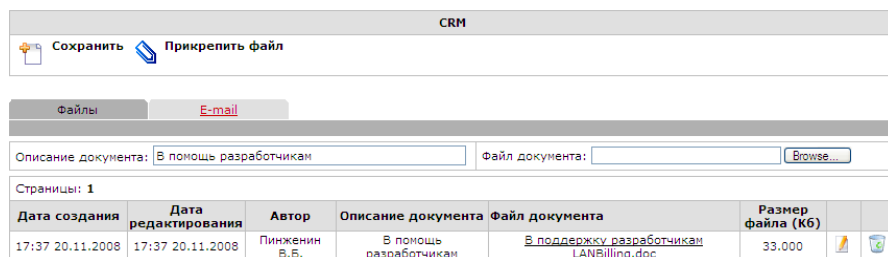 CRM
Сохранить Прикрепить файл
Файлы E-mail
Описание документа: В помощь разработчикам Файл документа: Browse...
Страницы: 1
Дата создания Дата редактирования Автор Описание документа Файл документа Размер файла (Кб)
17:37 20.11.2008 17:37 20.11.2008 Пинженин В.Б. В помощь разработчикам В поддержку разработчикам LANBilling.doc 33.000